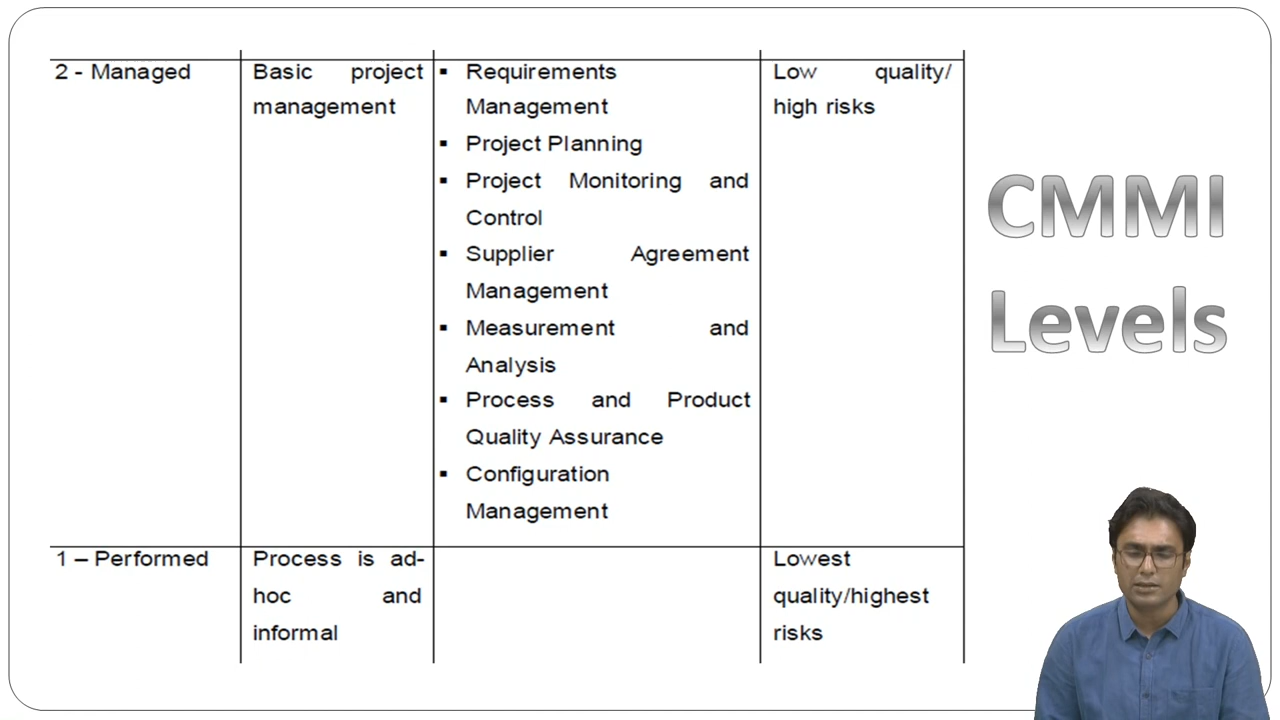 2 - Managed
Basic project
management
▪ Requirements
Management
▪ Project Planning
▪ Project Monitoring and
Control
▪ Supplier Agreement
Management
▪ Measurement and
Analysis
▪ Process and Product
Quality Assurance
▪ Configuration
Management
Low quality/
high risks
1 – Performed
Process is ad-
hoc and
informal
Lowest
quality/highest
risks
CMMI
Levels